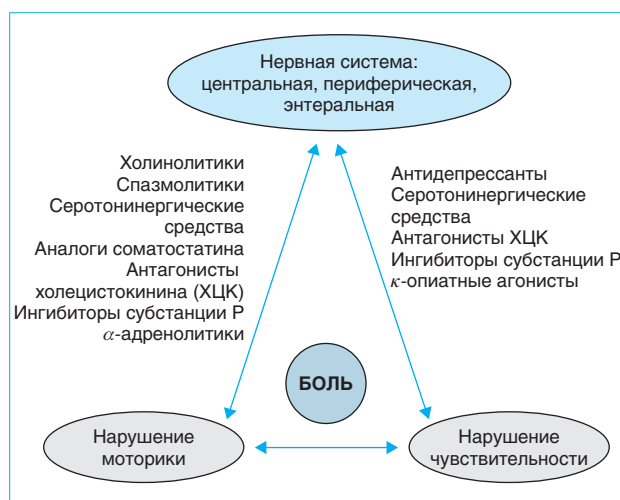 Нервная система:
центральная, периферическая,
энтеральная
Холинолитики
Спазмолитики
Серотонинергические
средства
Аналоги соматостатина
Антагонисты
холецистокинина (ХЦК)
Ингибиторы субстанции Р
α-адренолитики
Антидепрессанты
Серотонинергические
средства
Антагонисты ХЦК
Ингибиторы субстанции Р
κ-опиатные агонисты
БОЛЬ
Нарушение
моторики
Нарушение
чувствительности